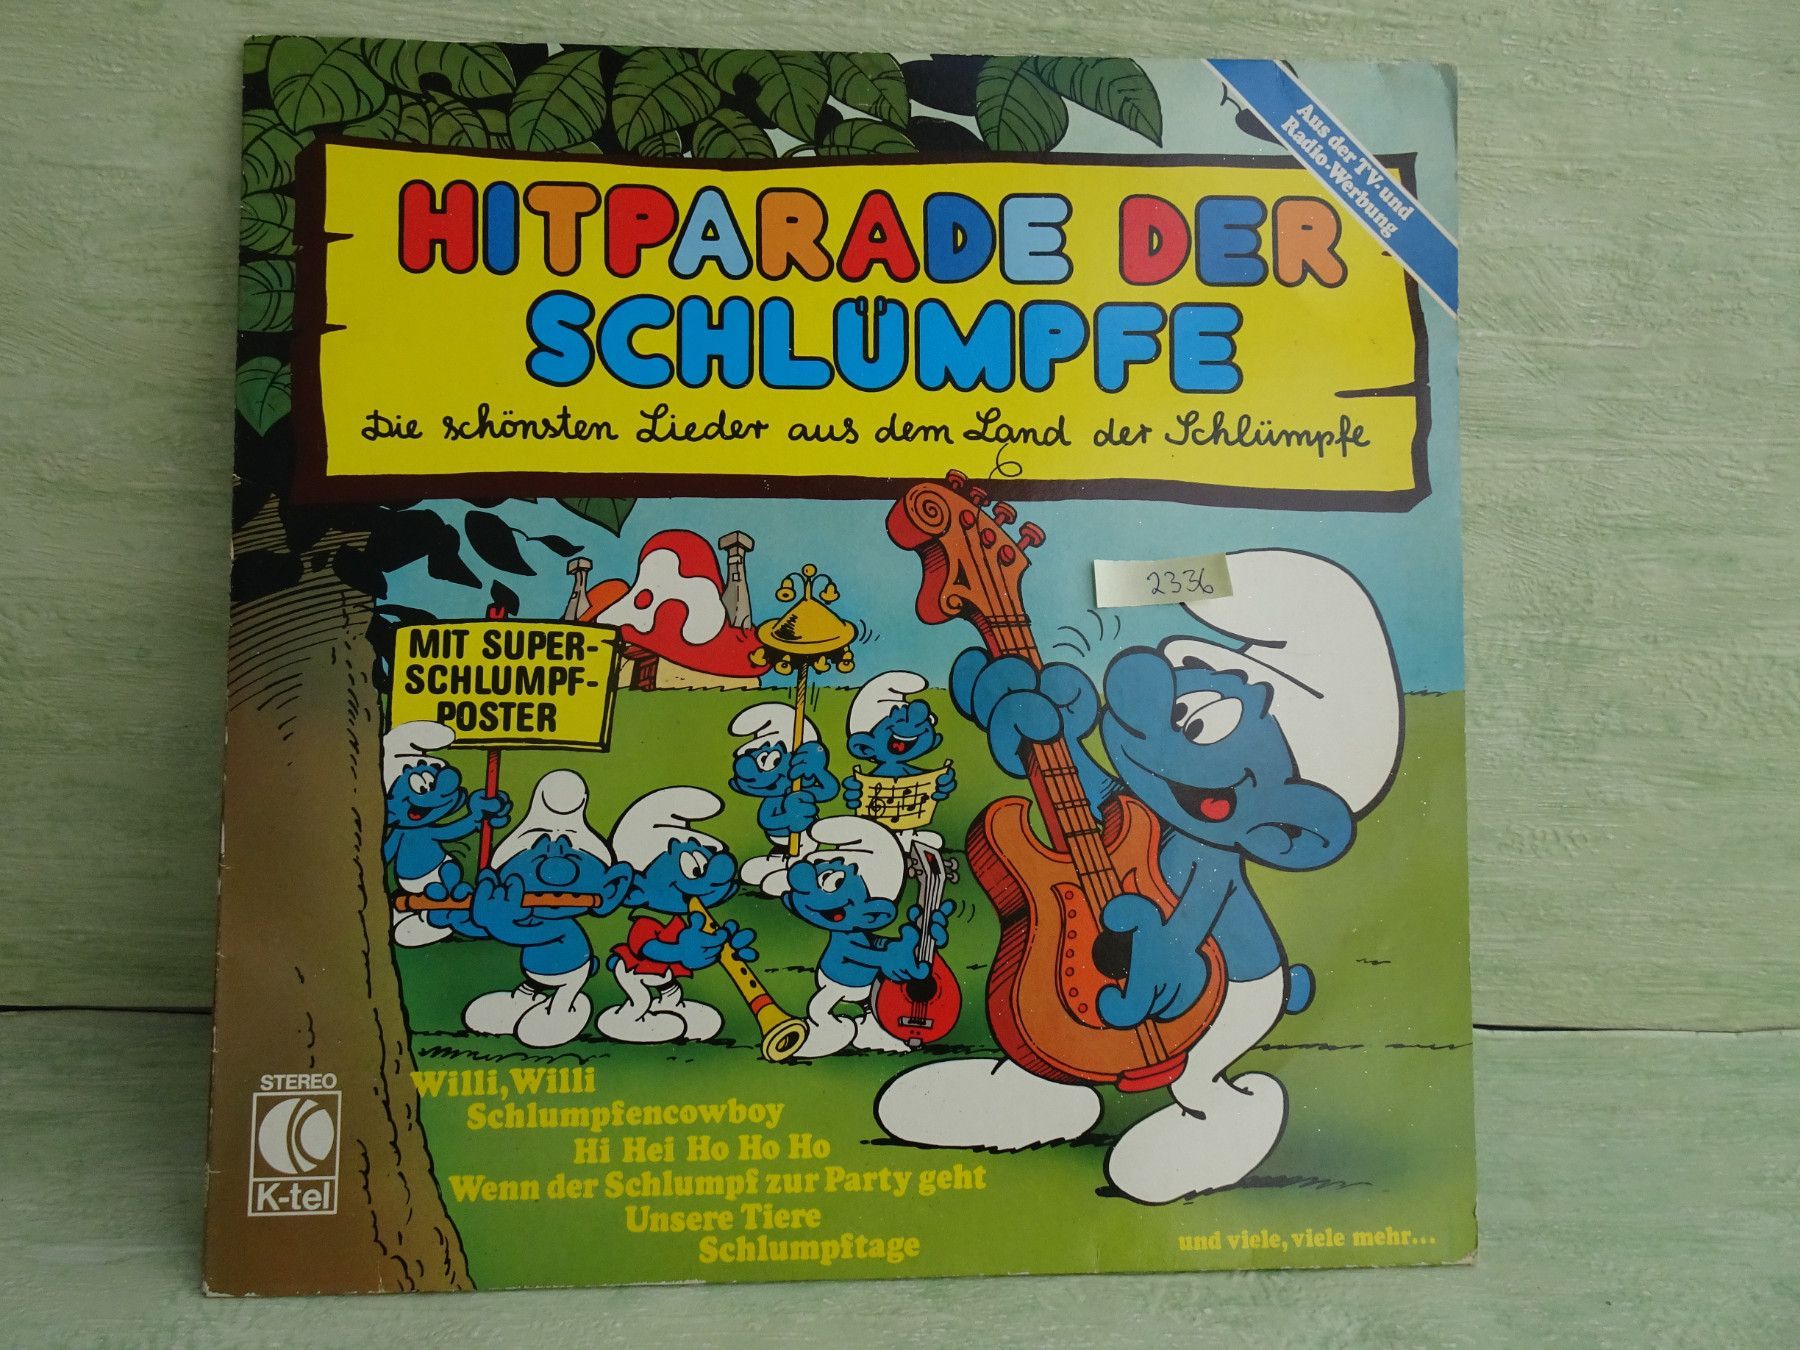 Aus der TV- und
Radio-Werbung
HITPARADE DER
SCHLÜMPFE
Die schönsten Lieder aus dem Land der Schlümpfe
2336
MIT SUPER-
SCHLUMPF-
POSTER
STEREO
K-tel
Willi, Willi
Schlumpfencowboy
Hi Hei Ho Ho Ho
Wenn der Schlumpf zur Party geht
Unsere Tiere
Schlumpftage
und viele, viele mehr...